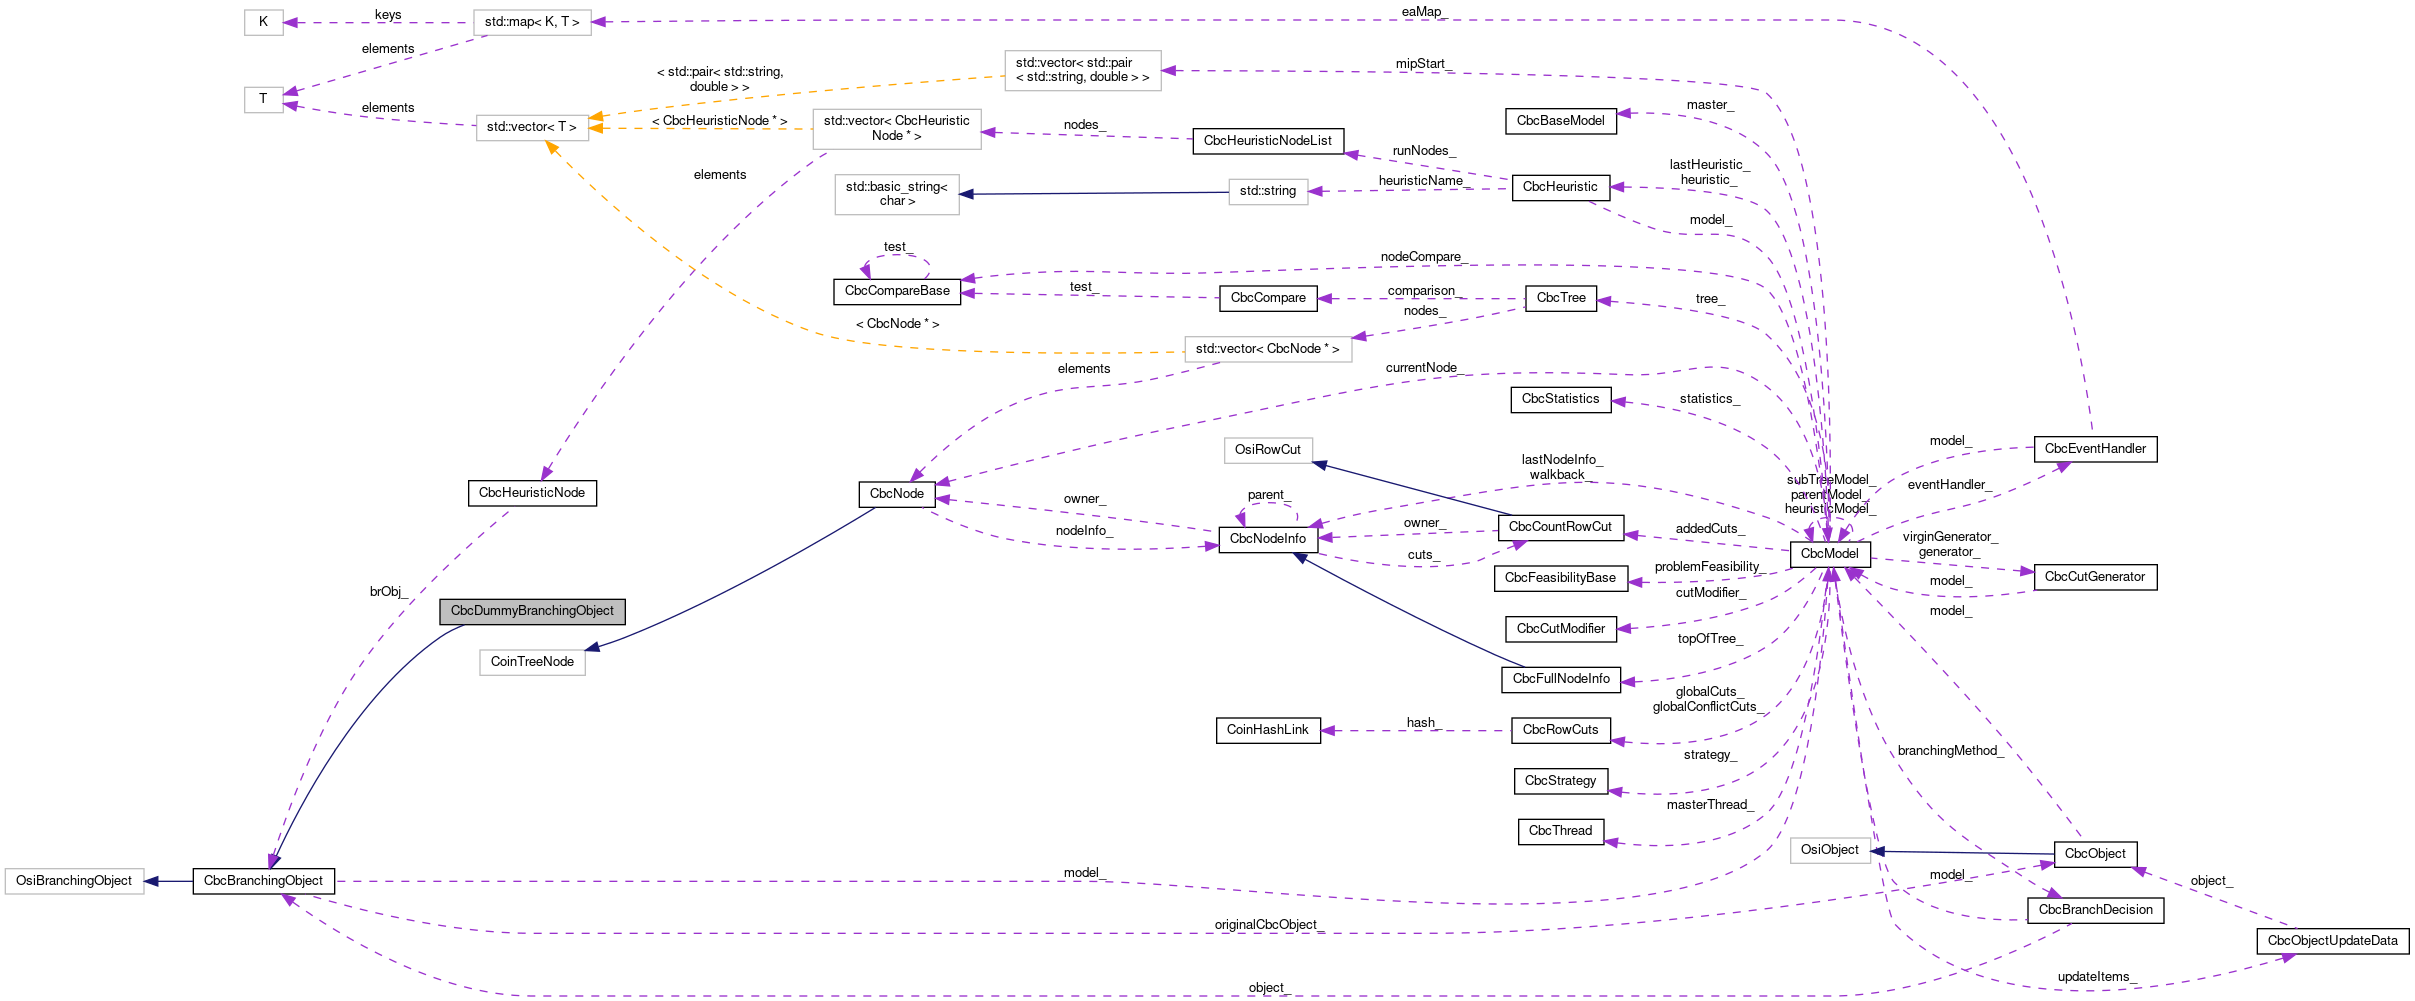 K
keys
std::map< K, T >
eaMap_
elements
T
elements
< std::pair< std::string,
double > >
std::vector< std::pair
< std::string, double > >
mipStart_
std::vector< T >
< CbcHeuristicNode * >
std::vector< CbcHeuristic
Node * >
nodes_
CbcHeuristicNodeList
runNodes_
CbcBaseModel
master_
elements
std::basic_string<
char >
std::string
heuristicName_
CbcHeuristic
lastHeuristic_
heuristic_
model_
test_
CbcCompareBase
nodeCompare_
test_
CbcCompare
comparison_
CbcTree
tree_
nodes_
< CbcNode * >
std::vector< CbcNode * >
elements
currentNode_
CbcStatistics
statistics_
OsiRowCut
CbcHeuristicNode
CbcNode
owner_
nodeInfo_
parent_
CbcNodeInfo
lastNodeInfo_
walkback_
owner_
cuts_
CbcCountRowCut
addedCuts_
subTreeModel_
parentModel_
heuristicModel_
CbcModel
model_
CbcEventHandler
eventHandler_
virginGenerator_
generator_
CbcCutGenerator
model_
model_
CbcFeasibilityBase
problemFeasibility_
cutModifier_
CbcCutModifier
brObj_
CbcDummyBranchingObject
CoinTreeNode
topOfTree_
CbcFullNodeInfo
globalCuts_
globalConflictCuts_
CoinHashLink
hash_
CbcRowCuts
strategy_
CbcStrategy
branchingMethod_
masterThread_
CbcThread
OsiObject
CbcObject
OsiBranchingObject
CbcBranchingObject
model_
model_
object_
originalCbcObject_
CbcBranchDecision
CbcObjectUpdateData
updateItems_
object_